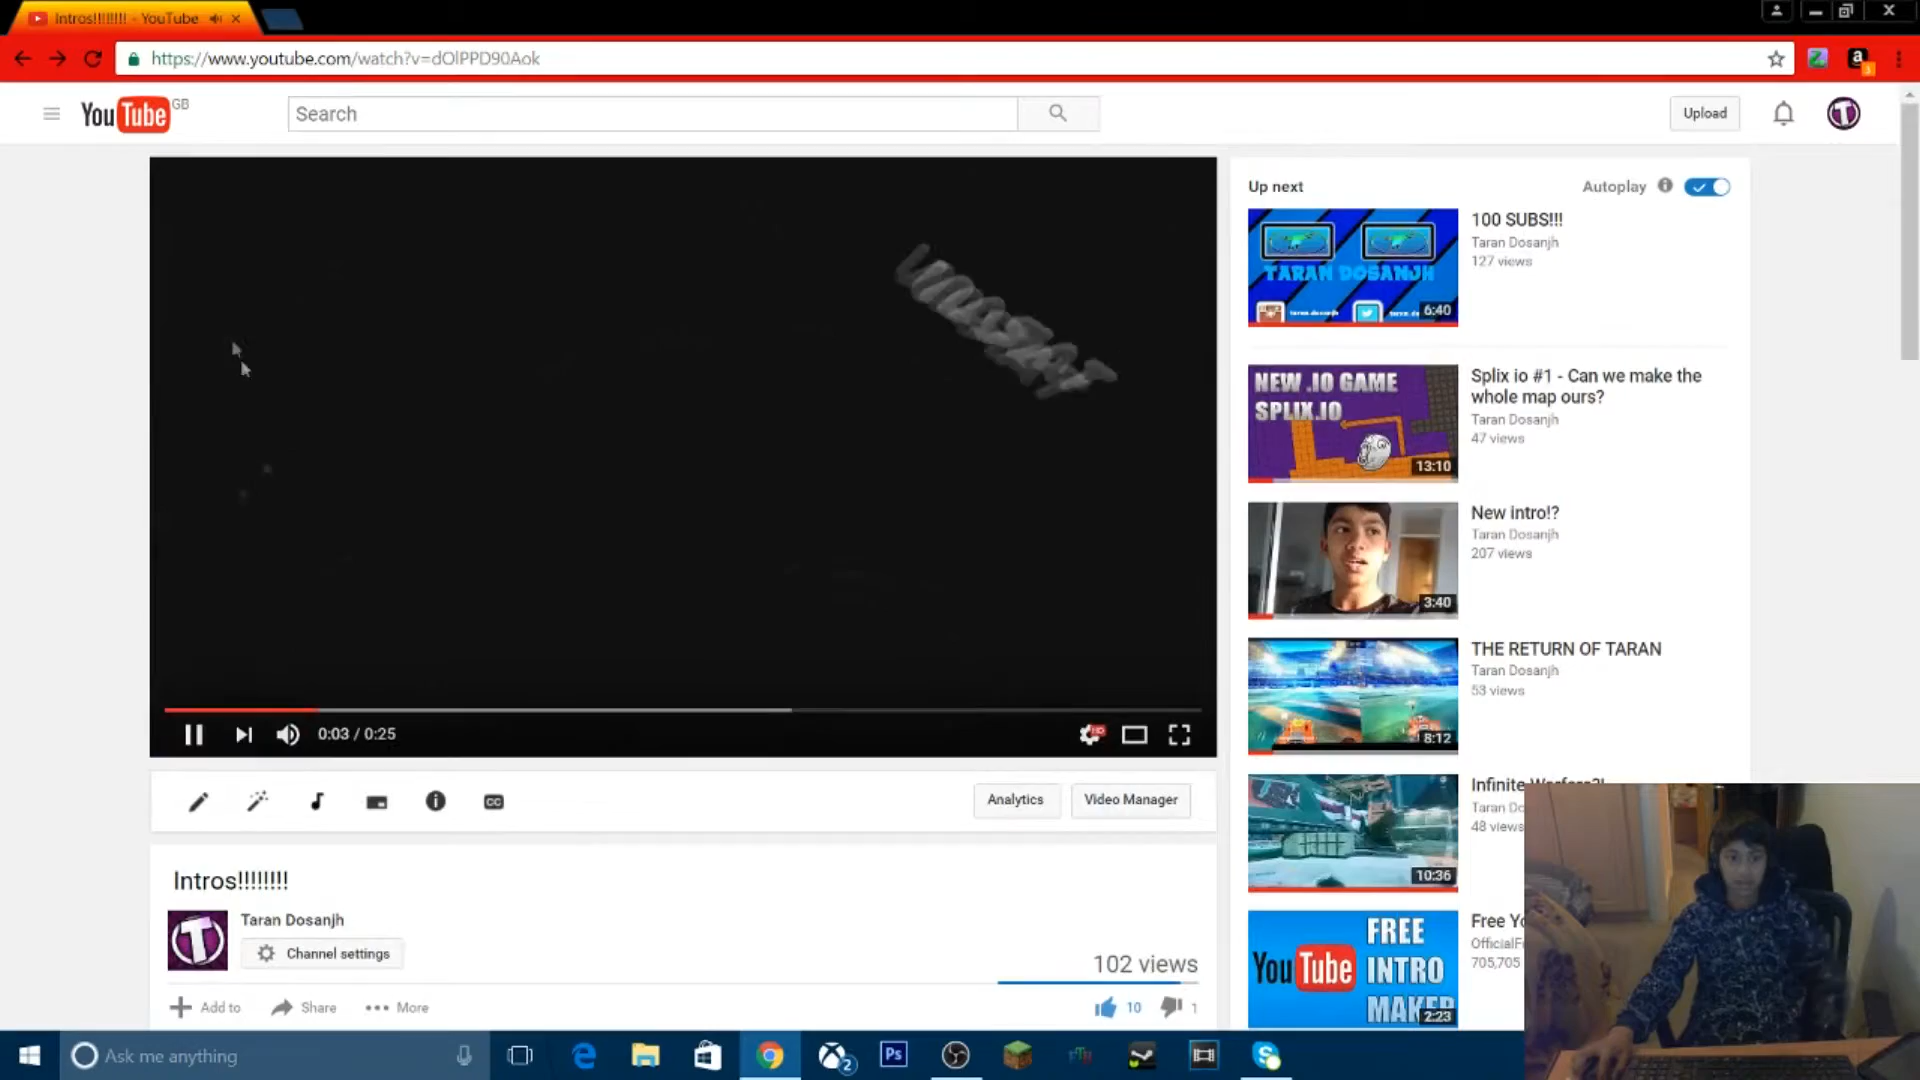 Intros!!!!!!!! - YouTube
https://www.youtube.com/watch?v=dOlPPD90Aok
YouTube GB
Search
Upload
Up next
Autoplay
100 SUBS!!!
Taran Dosanjh
127 views
TARAN DOSANJH
6:40
NEW .IO GAME
SPLIX.IO
13:10
Splix io #1 - Can we make the
whole map ours?
Taran Dosanjh
47 views
New intro!?
Taran Dosanjh
207 views
3:40
THE RETURN OF TARAN
Taran Dosanjh
53 views
8:12
Infinite
Taran Do
48 views
10:36
0:03 / 0:25
HD
CC
Analytics
Video Manager
Intros!!!!!!!!
Taran Dosanjh
Channel settings
102 views
Add to
Share
More
10
1
YouTube
FREE
INTRO
MAKER
2:23
Free Yo
OfficialF
705,705
Ask me anything
2
Ps